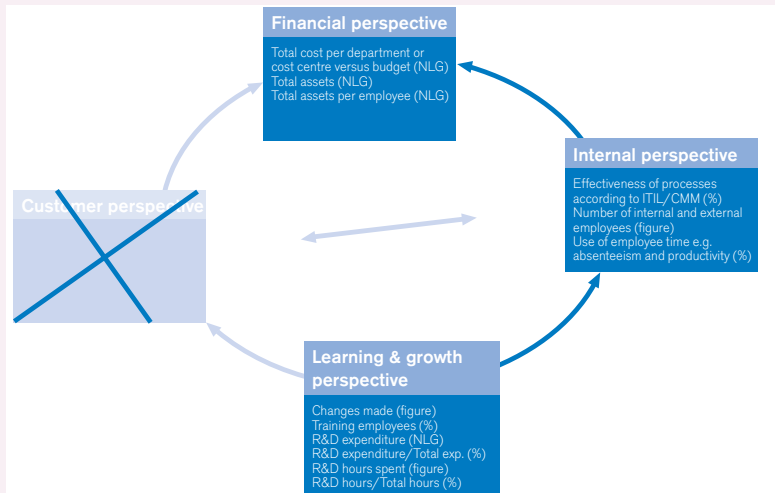 Financial perspective
Total cost per department or
cost centre versus budget (NLG)
Total assets (NLG)
Total assets per employee (NLG)
Internal perspective
Effectiveness of processes
according to ITIL/CMM (%)
Number of internal and external
employees (figure)
Use of employee time e.g.
absenteeism and productivity (%)
Customer perspective
Learning & growth
perspective
Changes made (figure)
Training employees (%)
R&D expenditure (NLG)
R&D expenditure/Total exp. (%)
R&D hours spent (figure)
R&D hours/Total hours (%)